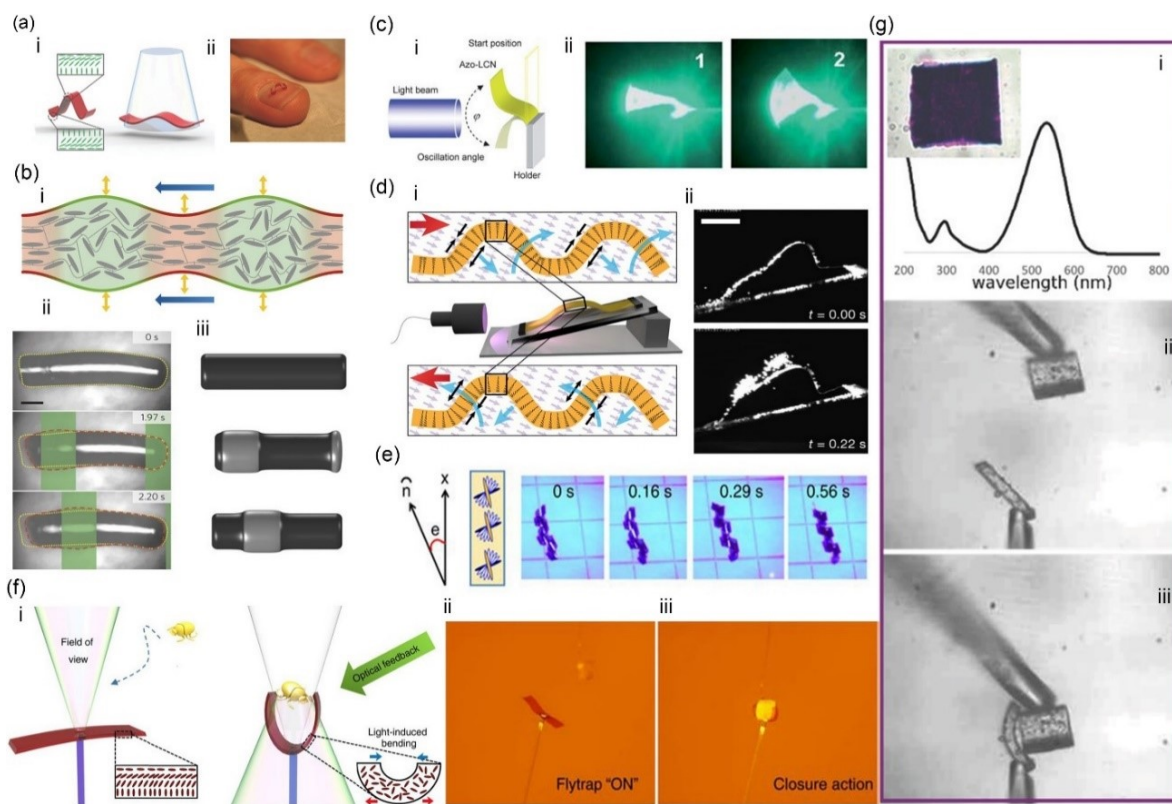 (a)
i
ii
(b)
i
ii
0 s
1.97 s
2.20 s
iii
(c)
i
Start position
Azo-LCN
Light beam
φ
Oscillation angle
Holder
ii
1
2
(d)
i
ii
t = 0.00 s
t = 0.22 s
(e)
n
e
x
0 s
0.16 s
0.29 s
0.56 s
(f)
i
Field of
view
Optical feedback
Light-induced
bending
ii
Flytrap "ON"
iii
Closure action
(g)
i
200 300 400 500 600 700 800
wavelength (nm)
ii
iii